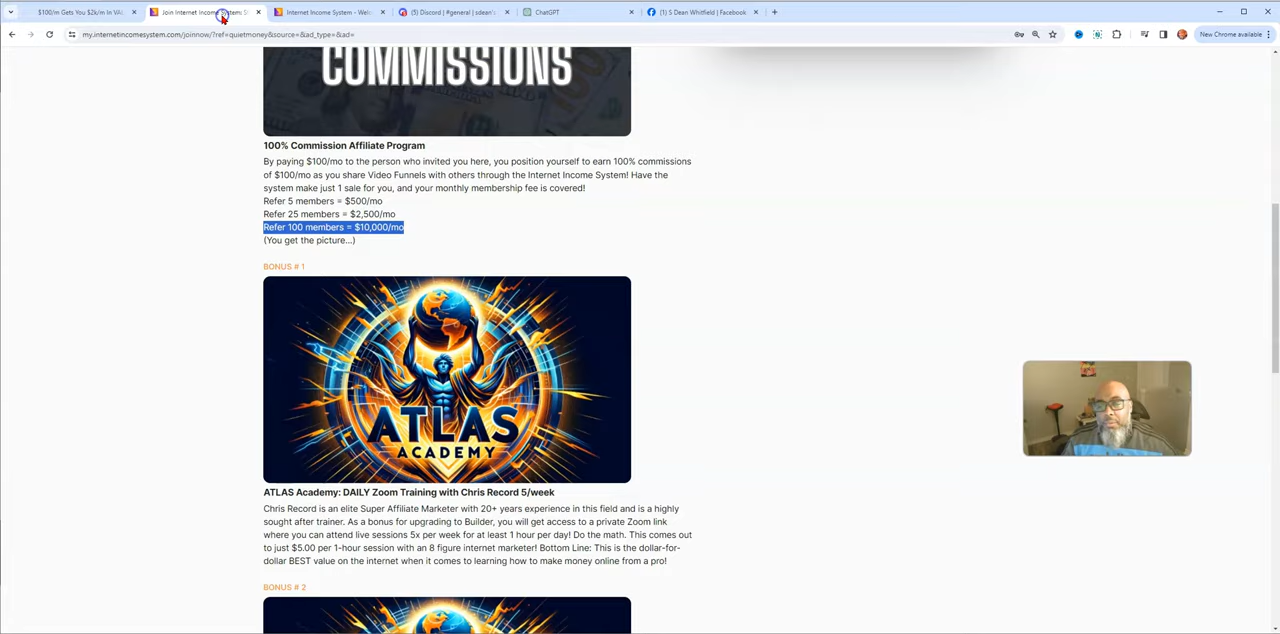 $100/m Gets You $2k/m In VAL
Join Internet Income System: S
Internet Income System - Welc
(5) Discord | #general | sdean's
ChatGPT
(1) S Dean Whitfield | Facebook
my.internetincomesystem.com/joinnow/?ref=quietmoney&source=&ad_type=&ad=
New Chrome available
COMMISSIONS
100% Commission Affiliate Program
By paying $100/mo to the person who invited you here, you position yourself to earn 100% commissions
of $100/mo as you share Video Funnels with others through the Internet Income System! Have the
system make just 1 sale for you, and your monthly membership fee is covered!
Refer 5 members = $500/mo
Refer 25 members = $2,500/mo
Refer 100 members = $10,000/mo
(You get the picture...)
BONUS # 1
ATLAS
ACADEMY
ATLAS Academy: DAILY Zoom Training with Chris Record 5/week
Chris Record is an elite Super Affiliate Marketer with 20+ years experience in this field and is a highly
sought after trainer. As a bonus for upgrading to Builder, you will get access to a private Zoom link
where you can attend live sessions 5x per week for at least 1 hour per day! Do the math. This comes out
to just $5.00 per 1-hour session with an 8 figure internet marketer! Bottom Line: This is the dollar-for-
dollar BEST value on the internet when it comes to learning how to make money online from a pro!
BONUS # 2